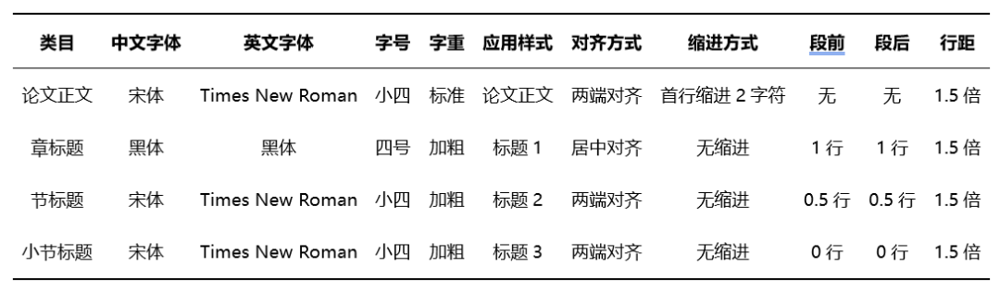 类目 中文字体 英文字体 字号 字重 应用样式 对齐方式 缩进方式 段前 段后 行距
论文正文 宋体 Times New Roman 小四 标准 论文正文 两端对齐 首行缩进 2 字符 无 无 1.5 倍
章标题 黑体 黑体 四号 加粗 标题 1 居中对齐 无缩进 1 行 1 行 1.5 倍
节标题 宋体 Times New Roman 小四 加粗 标题 2 两端对齐 无缩进 0.5 行 0.5 行 1.5 倍
小节标题 宋体 Times New Roman 小四 加粗 标题 3 两端对齐 无缩进 0 行 0 行 1.5 倍